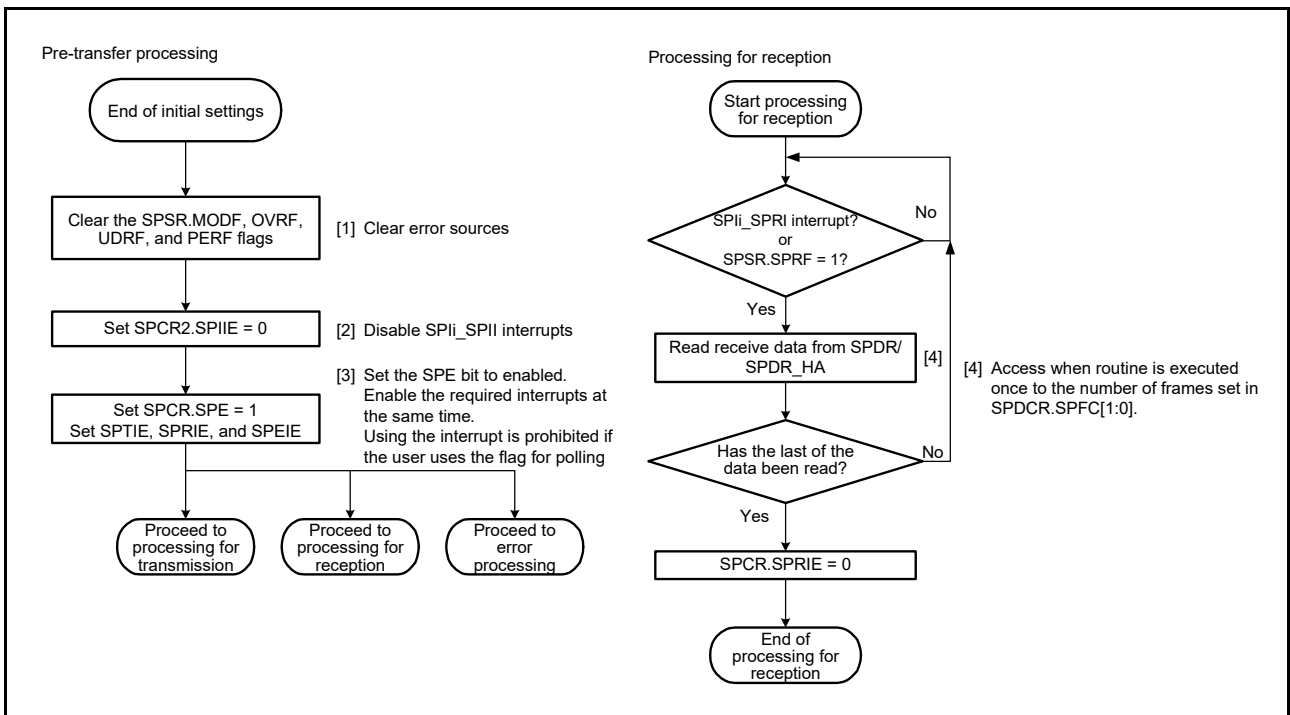 Pre-transfer processing
End of initial settings
Clear the SPSR.MODF, OVRF,
UDRF, and PERF flags
[1] Clear error sources
Set SPCR2.SPIIE = 0
[2] Disable SPIi_SPII interrupts
Set SPCR.SPE = 1
Set SPTIE, SPRIE, and SPEIE
[3] Set the SPE bit to enabled.
Enable the required interrupts at
the same time.
Using the interrupt is prohibited if
the user uses the flag for polling
Proceed to
processing for
transmission
Proceed to
processing for
reception
Proceed to
error
processing
Processing for reception
Start processing
for reception
SPIi_SPRI interrupt?
or
SPSR.SPRF = 1?
No
Yes
Read receive data from SPDR/
SPDR_HA
[4]
[4] Access when routine is executed
once to the number of frames set in
SPDCR.SPFC[1:0].
Has the last of the
data been read?
No
Yes
SPCR.SPRIE = 0
End of
processing for
reception